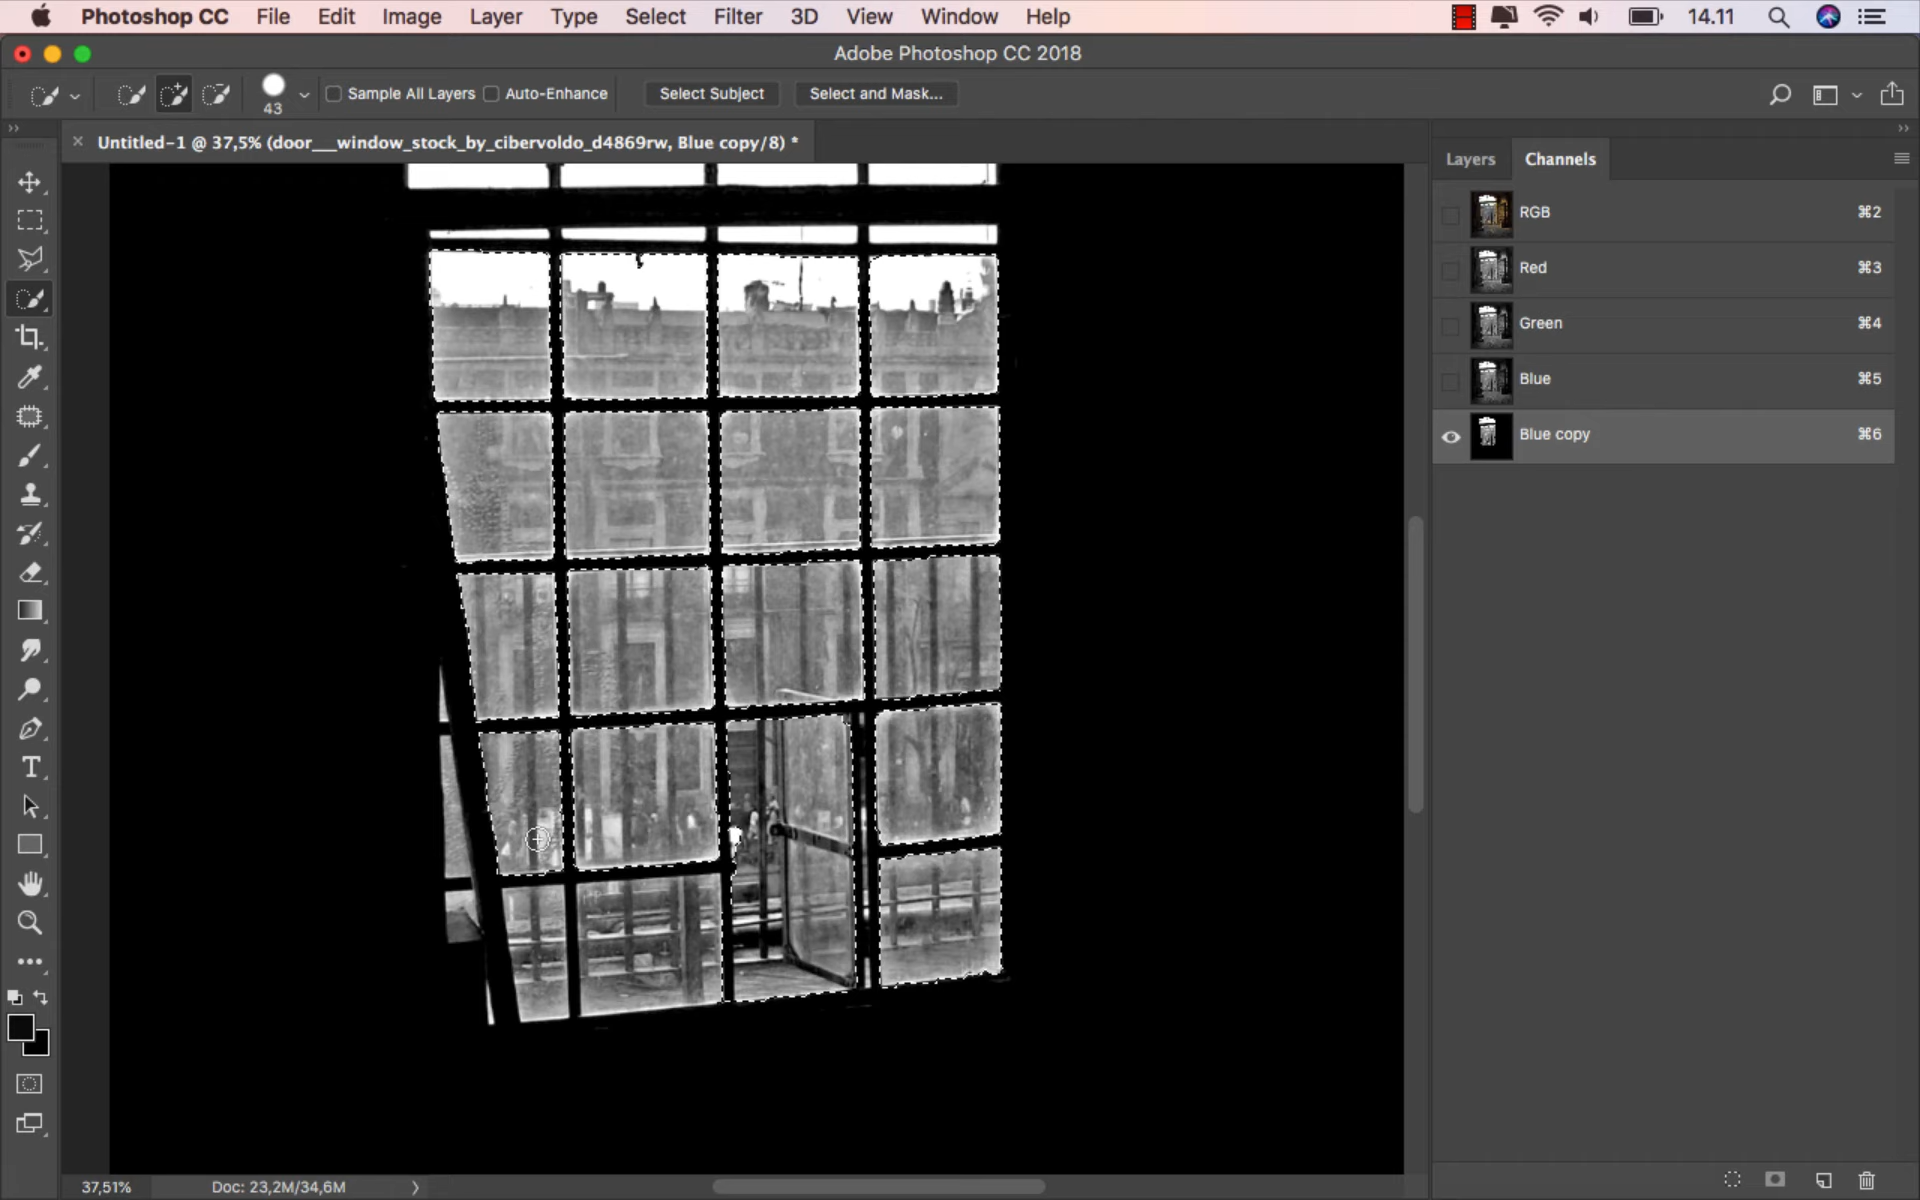 Photoshop CC File Edit Image Layer Type Select Filter 3D View Window Help 14.11
Adobe Photoshop CC 2018
43 Sample All Layers Auto-Enhance Select Subject Select and Mask...
Untitled-1 @ 37,5% (door___window_stock_by_cibervoldo_d4869rw, Blue copy/8) *
Layers Channels
RGB ⌘2
Red ⌘3
Green ⌘4
Blue ⌘5
Blue copy ⌘6
37,51% Doc: 23,2M/34,6M